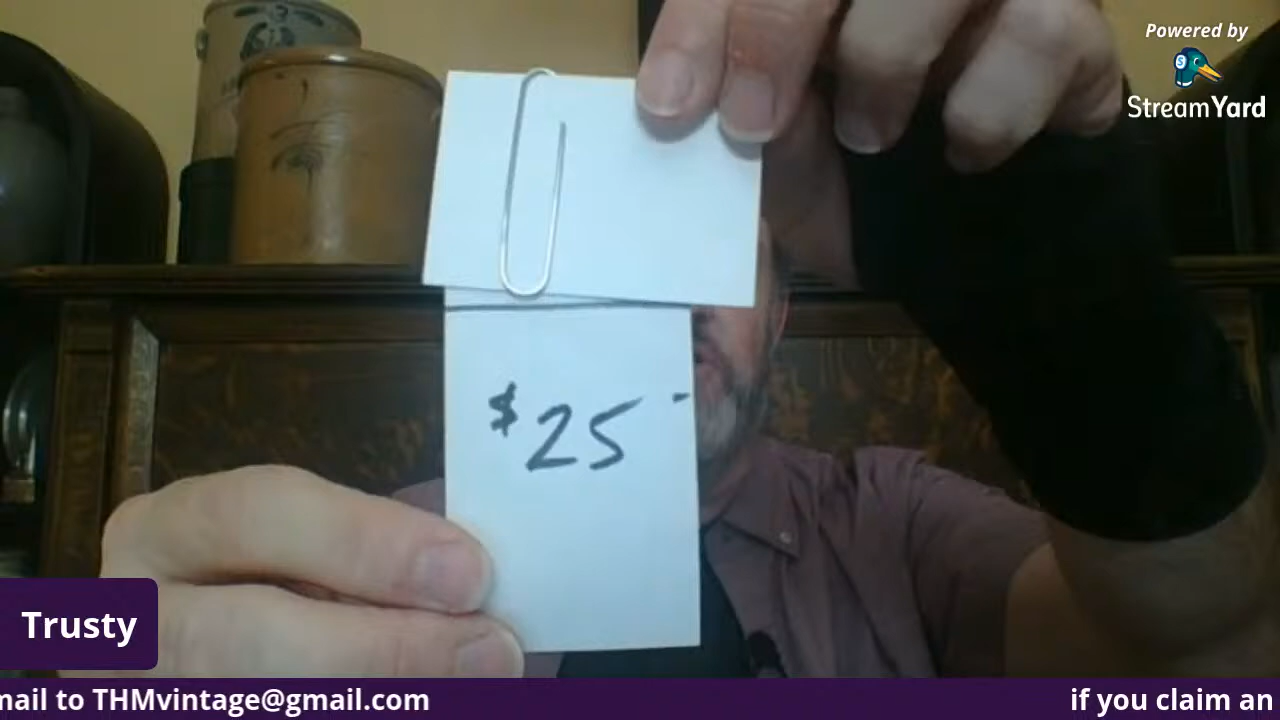 Powered by
StreamYard
$25 -
Trusty
mail to THMvintage@gmail.com
if you claim an